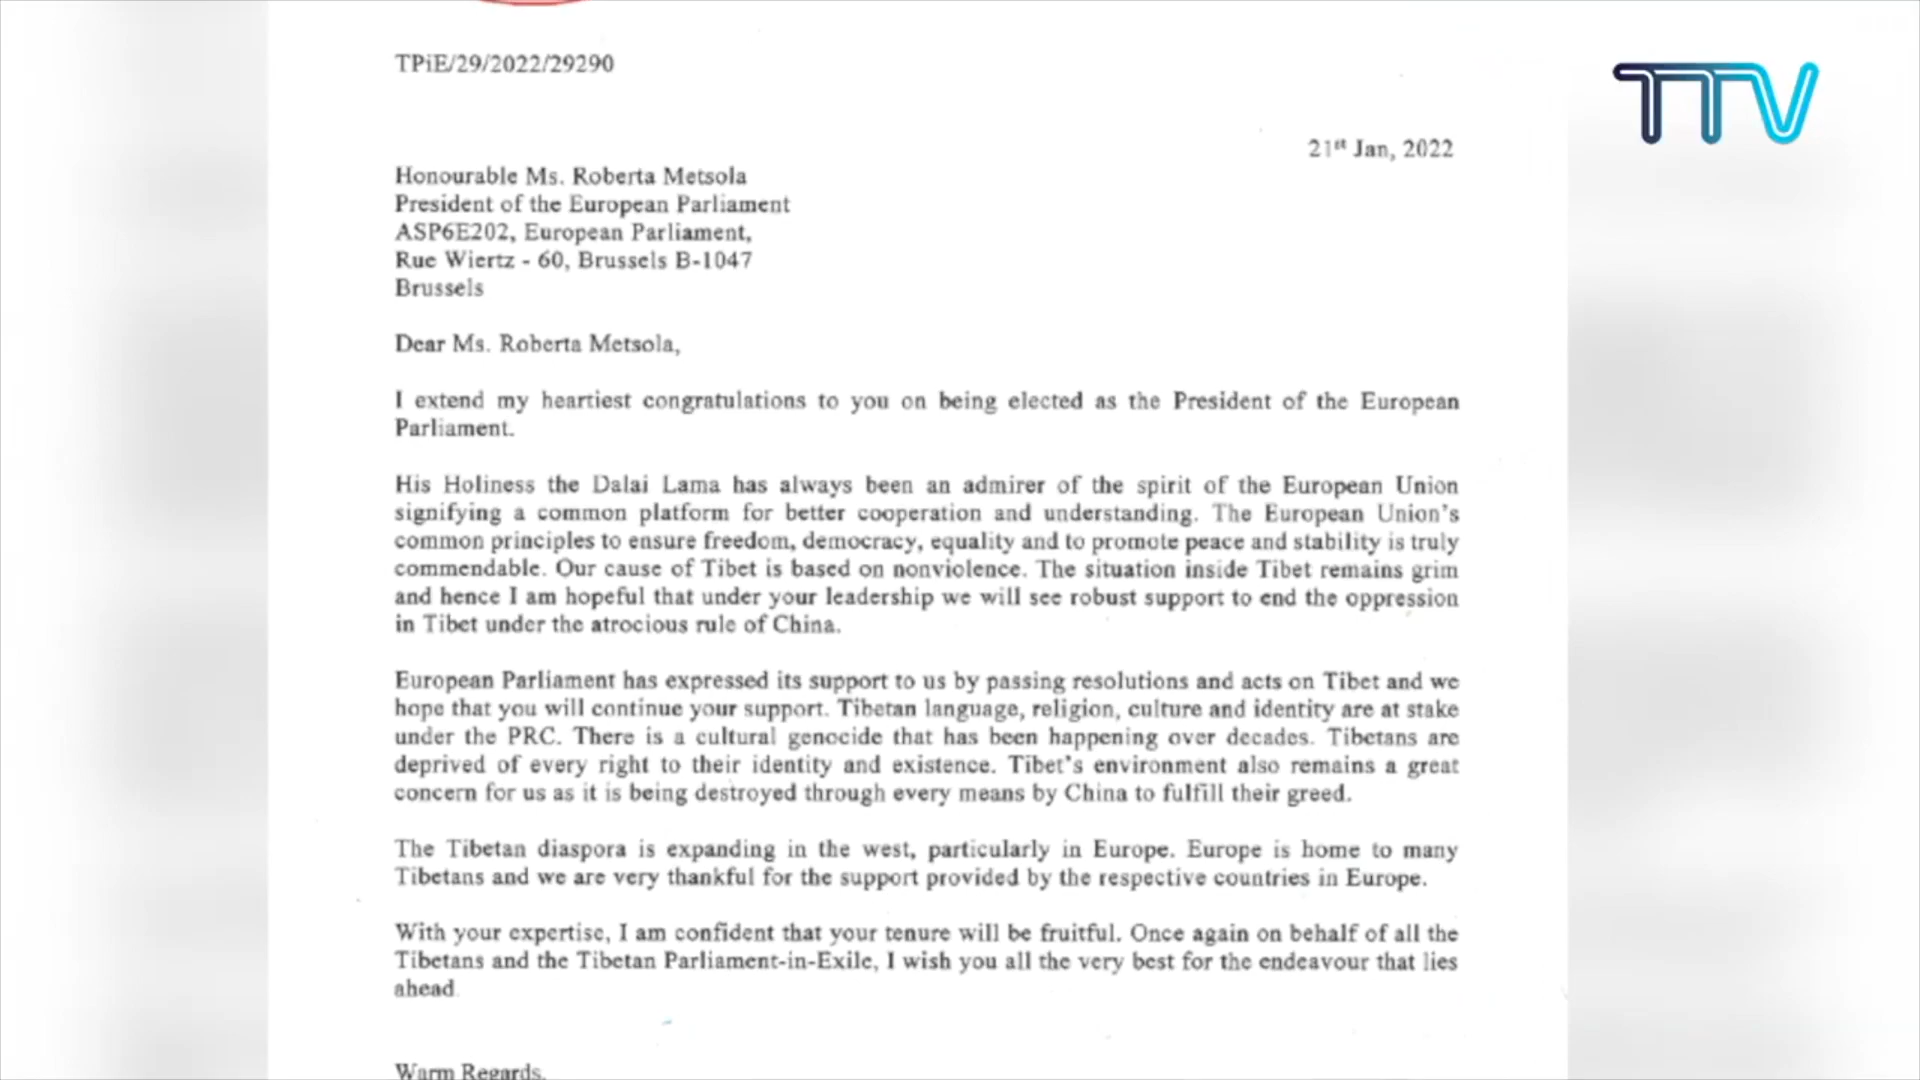 TPiE/29/2022/29290
TTV
21st Jan, 2022
Honourable Ms. Roberta Metsola
President of the European Parliament
ASP6E202, European Parliament,
Rue Wiertz - 60, Brussels B-1047
Brussels
Dear Ms. Roberta Metsola,
I extend my heartiest congratulations to you on being elected as the President of the European
Parliament.
His Holiness the Dalai Lama has always been an admirer of the spirit of the European Union
signifying a common platform for better cooperation and understanding. The European Union's
common principles to ensure freedom, democracy, equality and to promote peace and stability is truly
commendable. Our cause of Tibet is based on nonviolence. The situation inside Tibet remains grim
and hence I am hopeful that under your leadership we will see robust support to end the oppression
in Tibet under the atrocious rule of China.
European Parliament has expressed its support to us by passing resolutions and acts on Tibet and we
hope that you will continue your support. Tibetan language, religion, culture and identity are at stake
under the PRC. There is a cultural genocide that has been happening over decades. Tibetans are
deprived of every right to their identity and existence. Tibet's environment also remains a great
concern for us as it is being destroyed through every means by China to fulfill their greed.
The Tibetan diaspora is expanding in the west, particularly in Europe. Europe is home to many
Tibetans and we are very thankful for the support provided by the respective countries in Europe.
With your expertise, I am confident that your tenure will be fruitful. Once again on behalf of all the
Tibetans and the Tibetan Parliament-in-Exile, I wish you all the very best for the endeavour that lies
ahead.
Warm Regards,